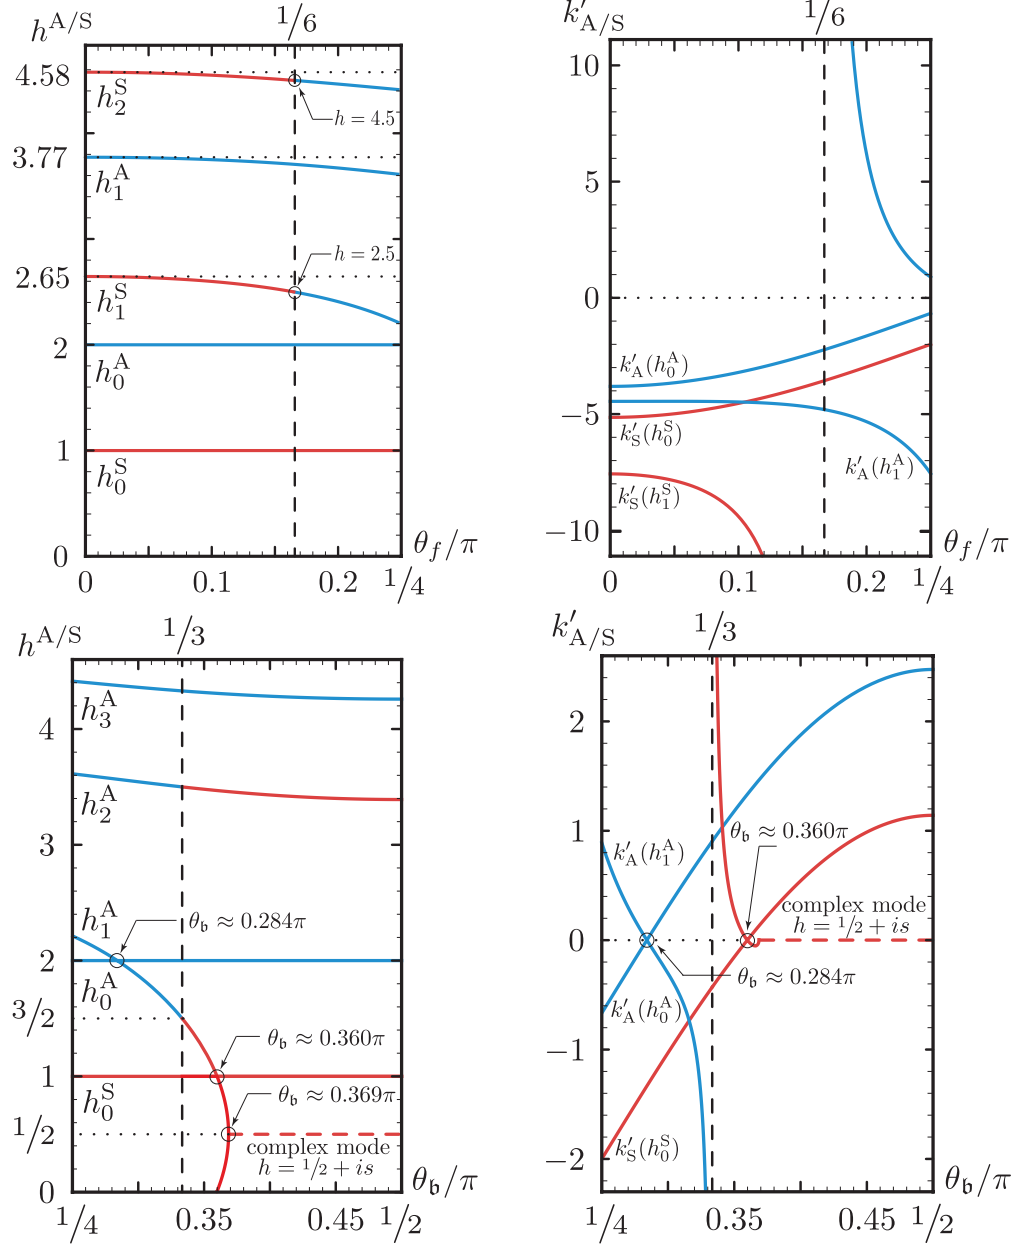 h^{A/S}
1/6
4.58
h_2^S
h = 4.5
3.77
h_1^A
h = 2.5
2.65
h_1^S
2
h_0^A
1
h_0^S
0
θ_f/π
0 0.1 0.2 1/4
k′_{A/S}
1/6
10
5
0
k′_A(h_0^A)
−5
k′_S(h_0^S)
k′_A(h_1^A)
k′_S(h_1^S)
−10
θ_f/π
0 0.1 0.2 1/4
h^{A/S}
1/3
h_3^A
4
h_2^A
3
h_1^A
θ_𝔟 ≈ 0.284π
2
h_0^A
3/2
θ_𝔟 ≈ 0.360π
1
h_0^S
θ_𝔟 ≈ 0.369π
1/2
complex mode
h = 1/2 + is
0
θ_𝔟/π
1/4 0.35 0.45 1/2
k′_{A/S}
1/3
2
1
θ_𝔟 ≈ 0.360π
k′_A(h_1^A)
complex mode
h = 1/2 + is
0
θ_𝔟 ≈ 0.284π
k′_A(h_0^A)
−1
k′_S(h_0^S)
−2
θ_𝔟/π
1/4 0.35 0.45 1/2